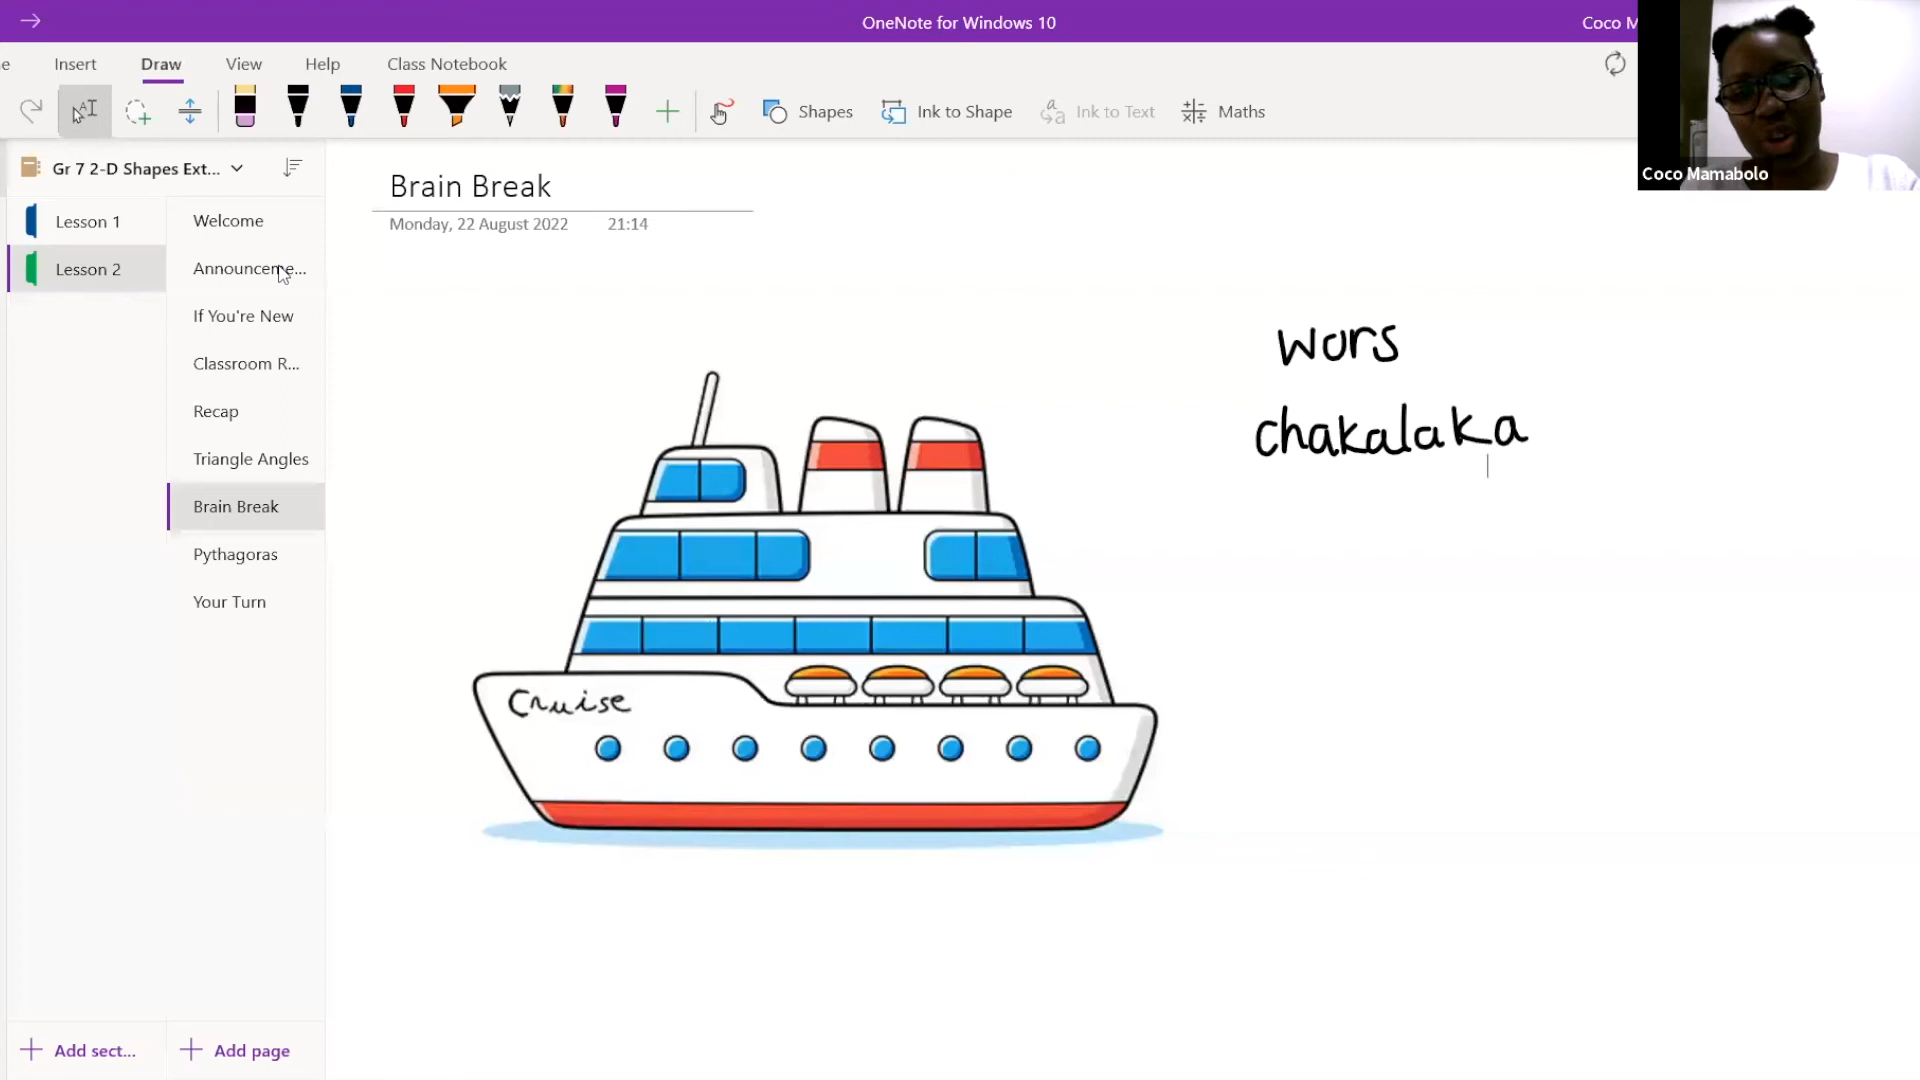 OneNote for Windows 10
Coco M
Insert
Draw
View
Help
Class Notebook
Shapes
Ink to Shape
Ink to Text
Maths
Coco Mamabolo
Gr 7 2-D Shapes Ext...
Lesson 1
Lesson 2
Welcome
Announceme...
If You're New
Classroom R...
Recap
Triangle Angles
Brain Break
Pythagoras
Your Turn
Add sect...
Add page
Brain Break
Monday, 22 August 2022 21:14
wors
chakalaka
Cruise